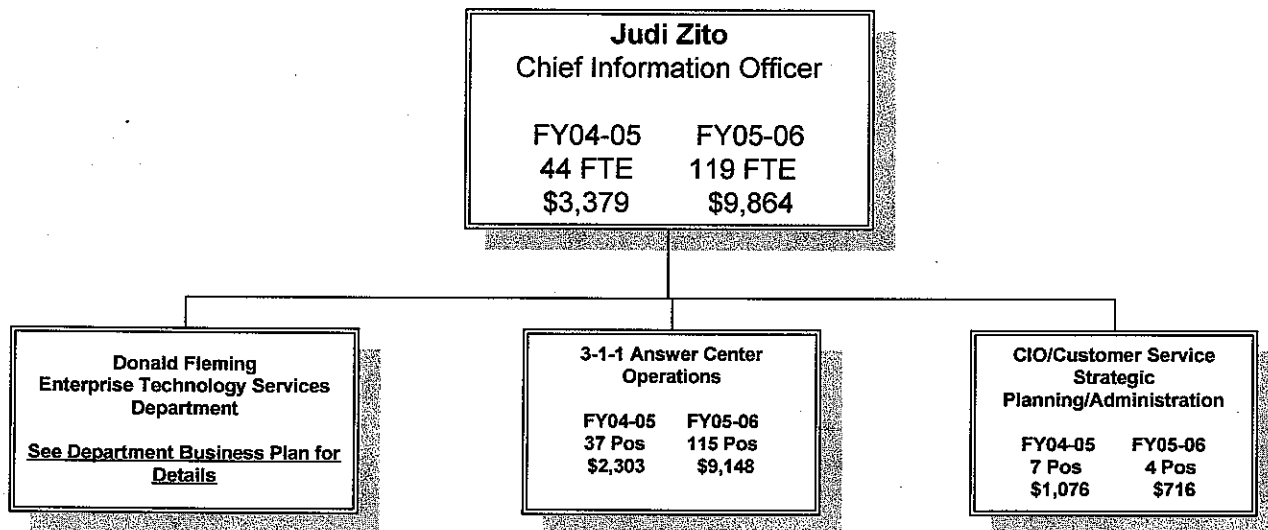 Judi Zito
Chief Information Officer
FY04-05 FY05-06
44 FTE 119 FTE
$3,379 $9,864
Donald Fleming
Enterprise Technology Services
Department
See Department Business Plan for
Details
3-1-1 Answer Center
Operations
FY04-05 FY05-06
37 Pos 115 Pos
$2,303 $9,148
CIO/Customer Service
Strategic
Planning/Administration
FY04-05 FY05-06
7 Pos 4 Pos
$1,076 $716